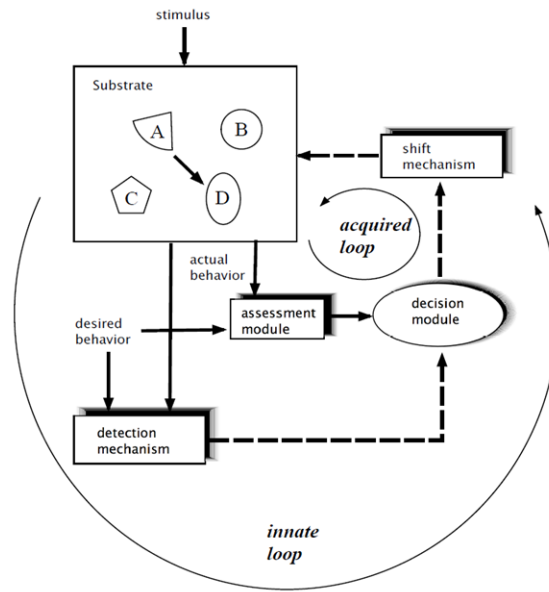 stimulus
Substrate
A
B
C
D
shift
mechanism
acquired
loop
actual
behavior
desired
behavior
assessment
module
decision
module
detection
mechanism
innate
loop